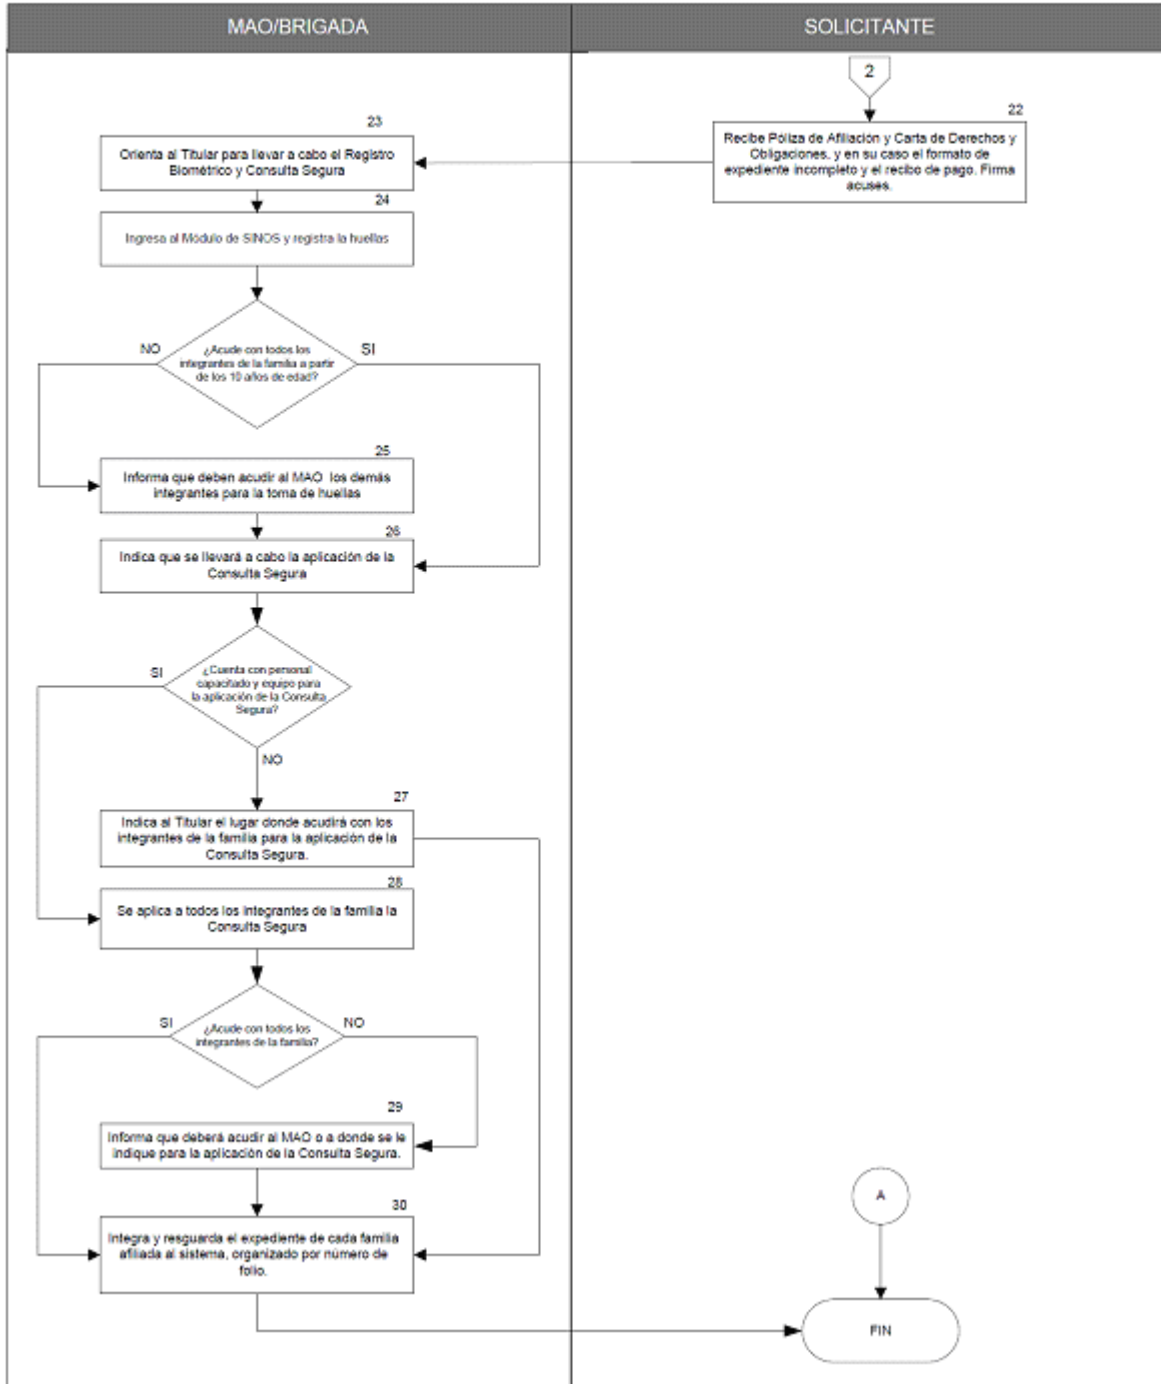 MAO/BRIGADA
SOLICITANTE
2
22
Recibe Póliza de Afiliación y Carta de Derechos y
Obligaciones, y en su caso el formato de
expediente incompleto y el recibo de pago. Firma
acuses.
23
Orienta al Titular para llevar a cabo el Registro
Biométrico y Consulta Segura
24
Ingresa al Módulo de SINOS y registra la huellas
¿Acude con todos los
integrantes de la familia a partir
de los 10 años de edad?
NO
SI
25
Informa que deben acudir al MAO los demás
integrantes para la toma de huellas
26
Indica que se llevará a cabo la aplicación de la
Consulta Segura
¿Cuenta con personal
capacitado y equipo para
la aplicación de la Consulta
Segura?
SI
NO
27
Indica al Titular el lugar donde acudirá con los
integrantes de la familia para la aplicación de la
Consulta Segura.
28
Se aplica a todos los integrantes de la familia la
Consulta Segura
¿Acude con todos los
integrantes de la familia?
SI
NO
29
Informa que deberá acudir al MAO o a donde se le
indique para la aplicación de la Consulta Segura.
30
Integra y resguarda el expediente de cada familia
afiliada al sistema, organizado por número de
folio.
A
FIN